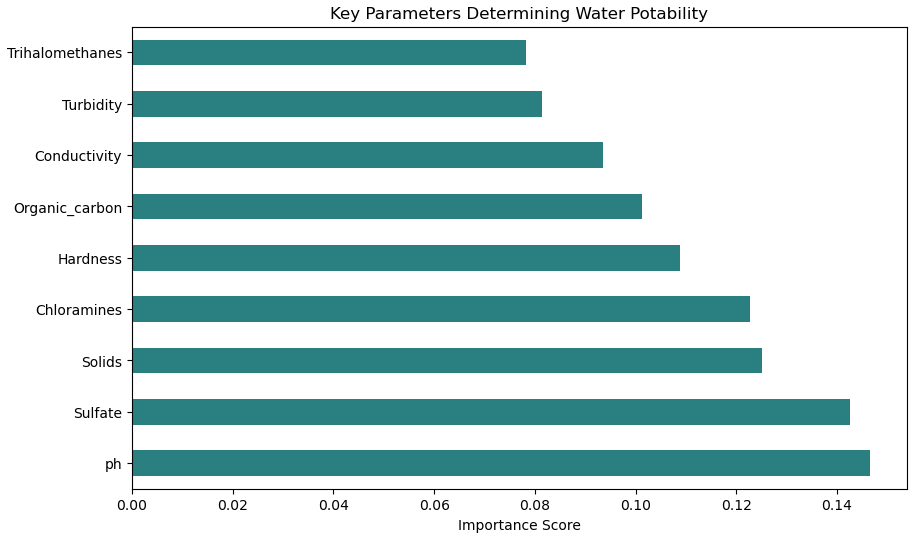 Key Parameters Determining Water Potability
Trihalomethanes
Turbidity
Conductivity
Organic_carbon
Hardness
Chloramines
Solids
Sulfate
ph
0.00 0.02 0.04 0.06 0.08 0.10 0.12 0.14
Importance Score